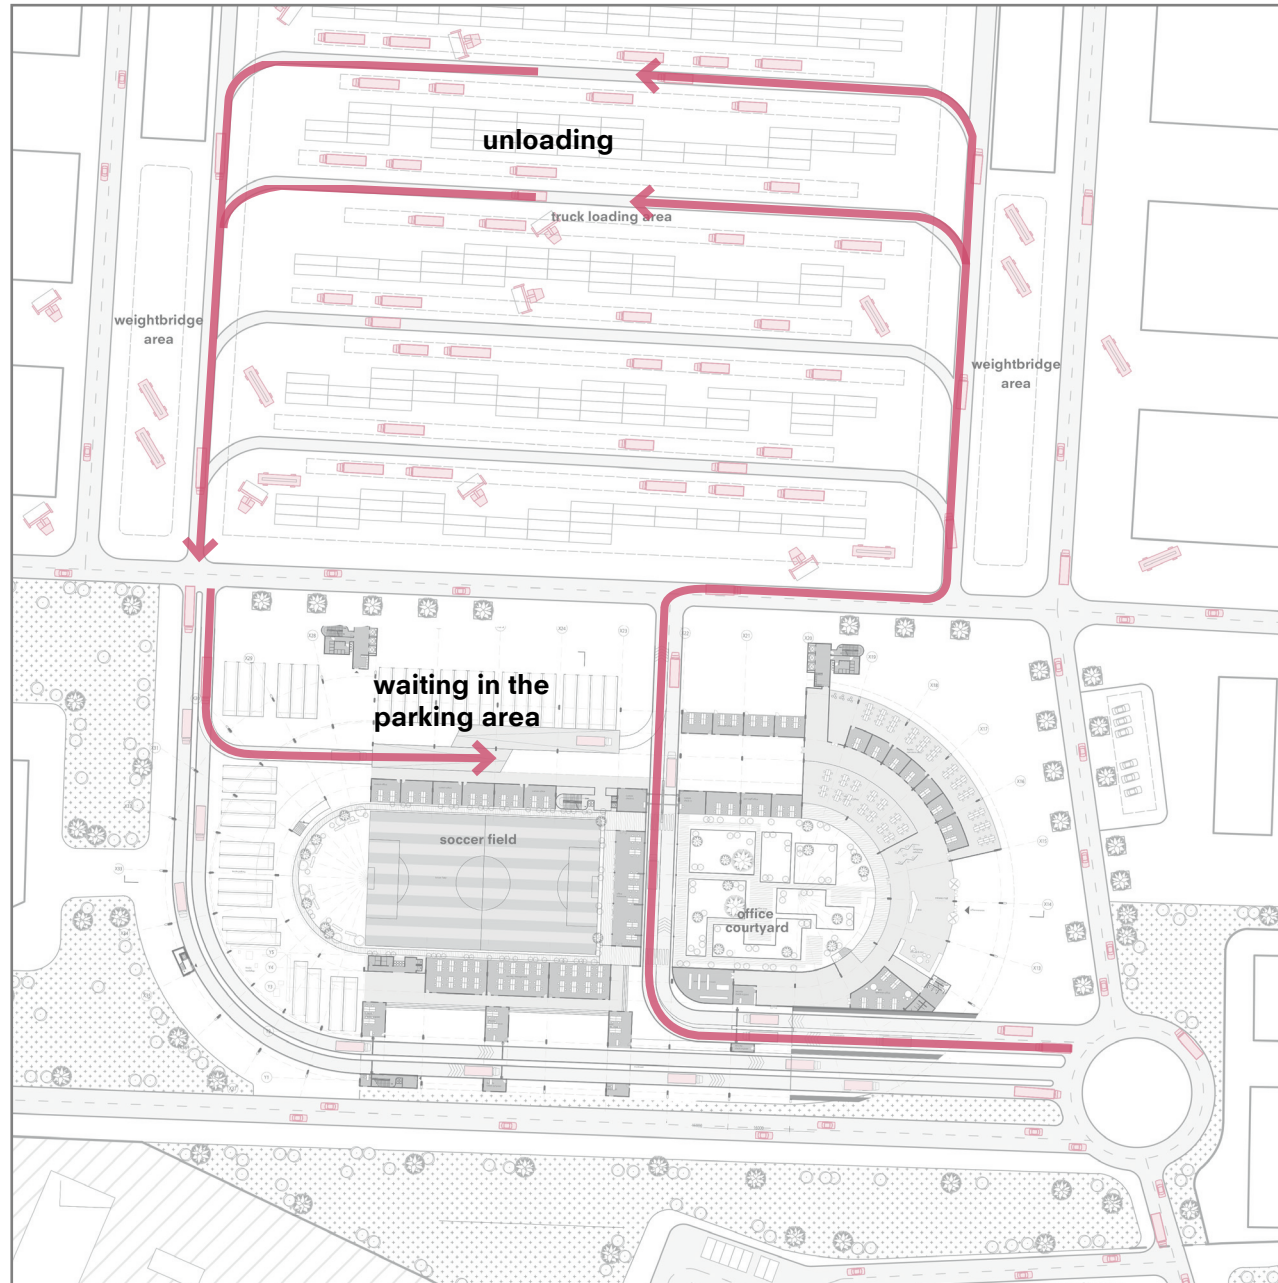 unloading
truck loading area
weightbridge
area
weightbridge
area
waiting in the
parking area
soccer field
office
courtyard